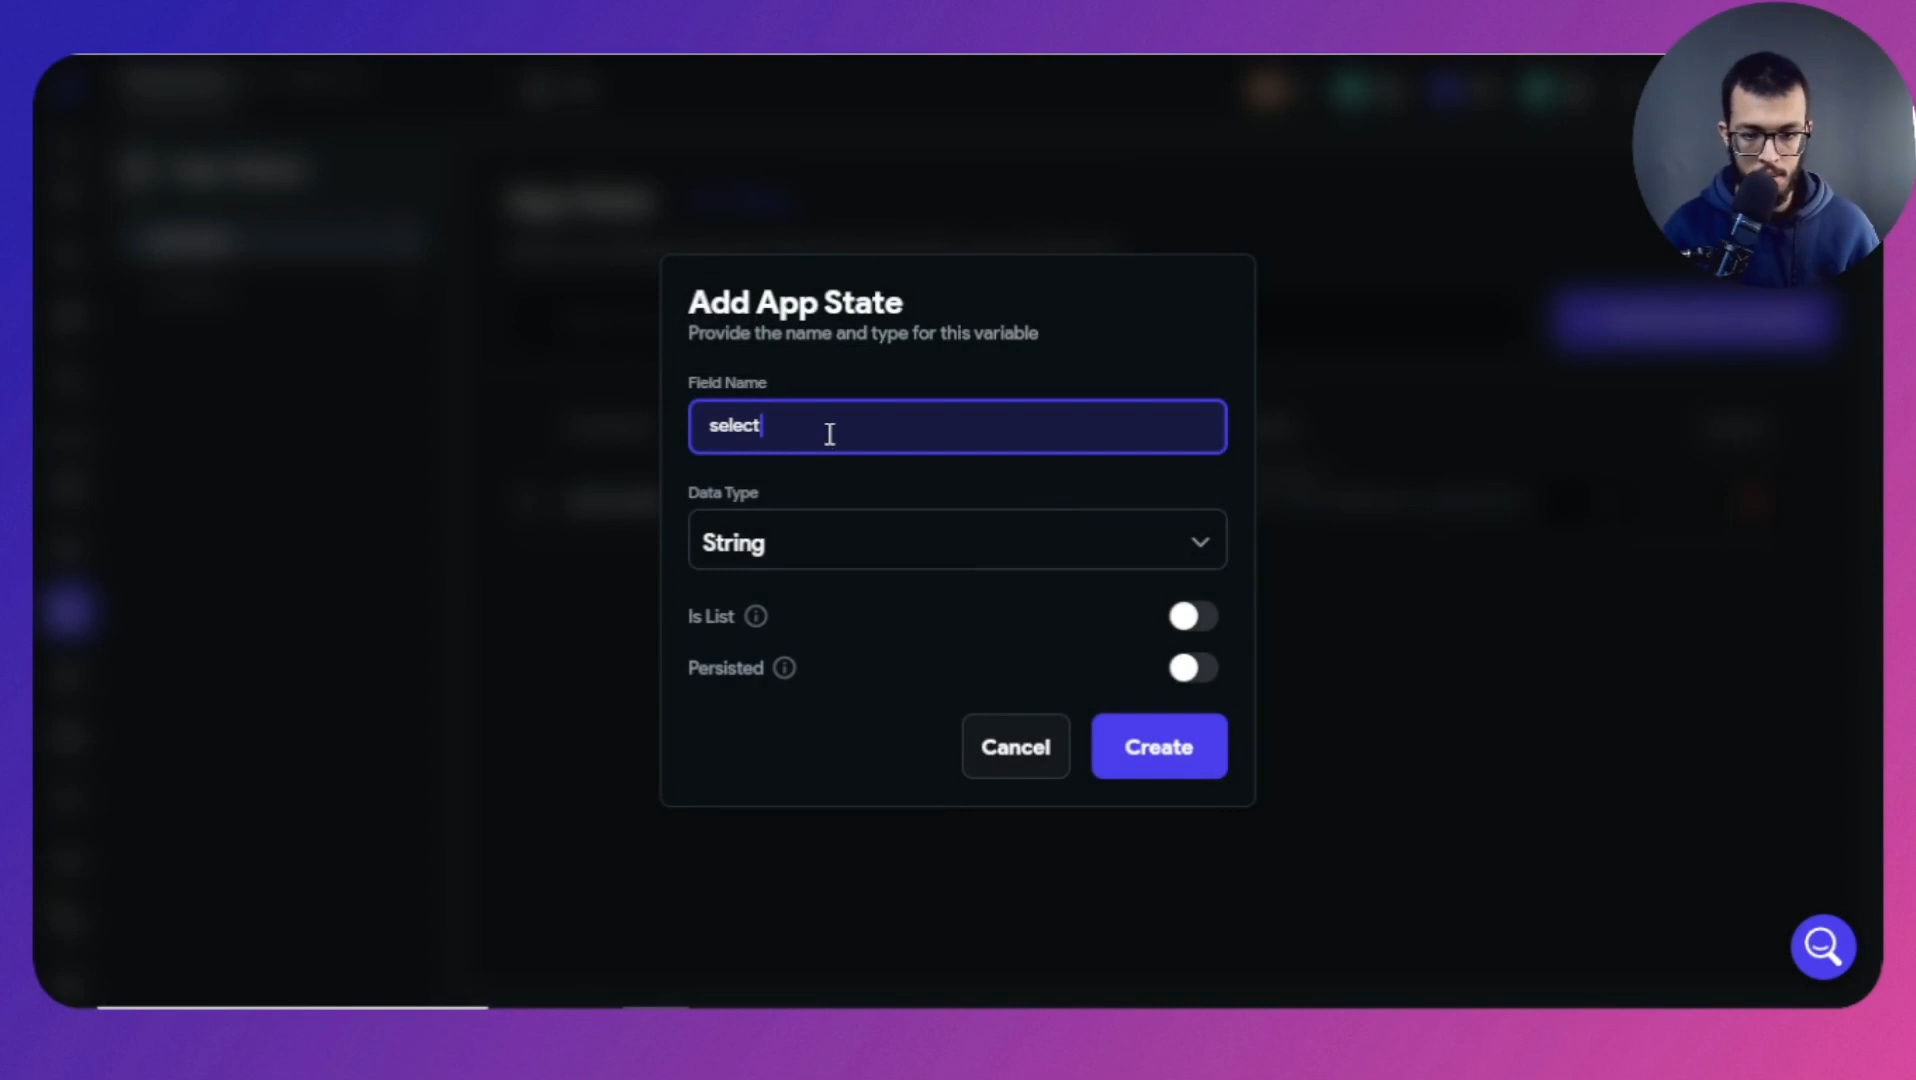 Add App State
Provide the name and type for this variable
Field Name
select
Data Type
String
Is List
Persisted
Cancel
Create